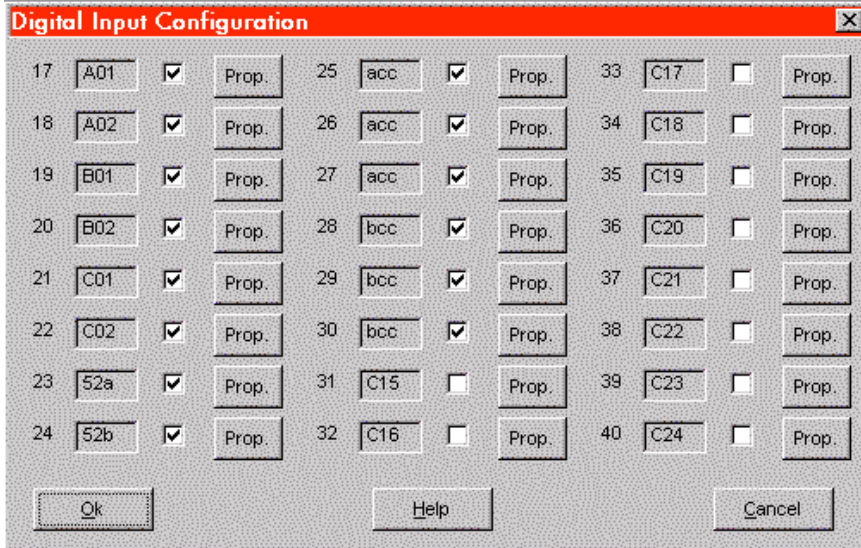 Digital Input Configuration
17 A01 Prop. 25 acc Prop. 33 C17 Prop.
18 A02 Prop. 26 acc Prop. 34 C18 Prop.
19 B01 Prop. 27 acc Prop. 35 C19 Prop.
20 B02 Prop. 28 bcc Prop. 36 C20 Prop.
21 C01 Prop. 29 bcc Prop. 37 C21 Prop.
22 C02 Prop. 30 bcc Prop. 38 C22 Prop.
23 52a Prop. 31 C15 Prop. 39 C23 Prop.
24 52b Prop. 32 C16 Prop. 40 C24 Prop.
Ok Help Cancel